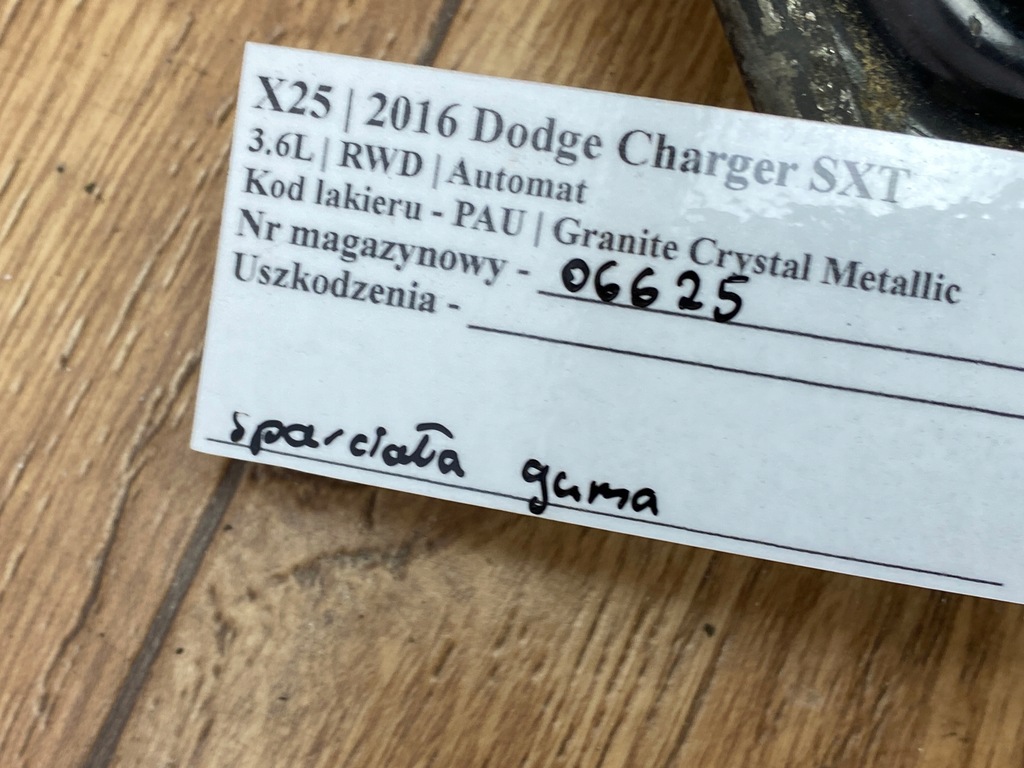 X25 | 2016 Dodge Charger SXT
3.6L | RWD | Automat
Kod lakieru - PAU | Granite Crystal Metallic
Nr magazynowy - 06625
Uszkodzenia -
sparciała guma